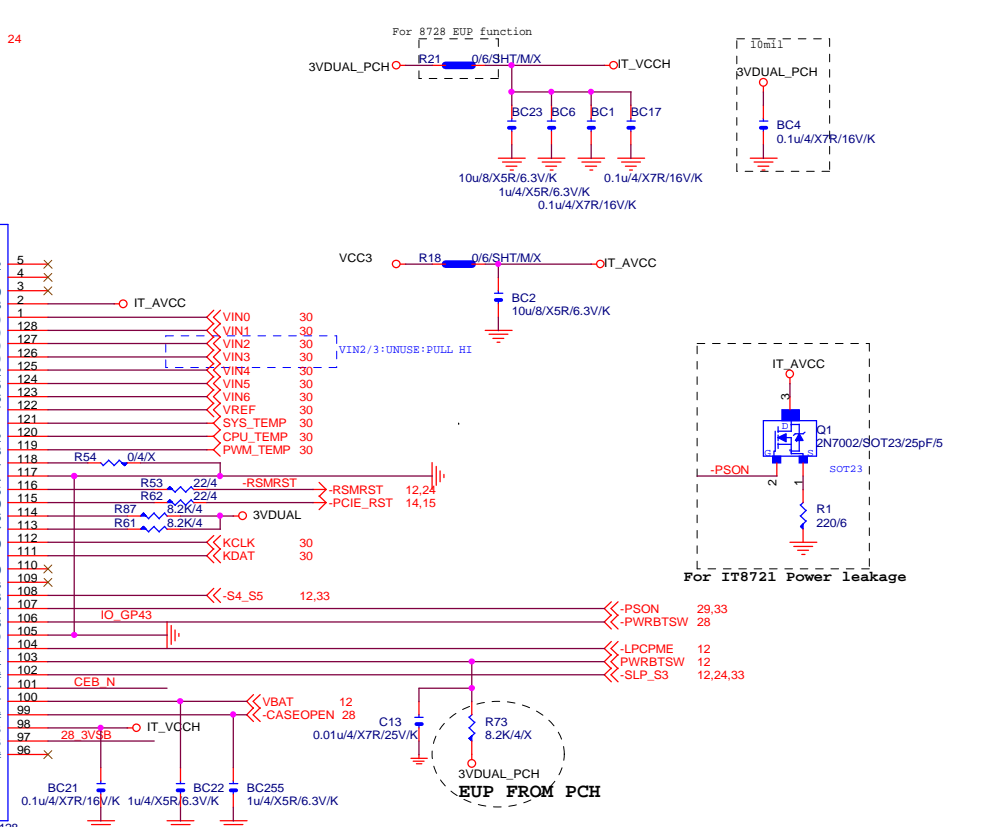 24
For 8728 EUP function
3VDUAL_PCH R21 0/6/SHT/M/X IT_VCCH
BC23 BC6 BC1 BC17
10u/8/X5R/6.3V/K 0.1u/4/X7R/16V/K
1u/4/X5R/6.3V/K
0.1u/4/X7R/16V/K
10mil
3VDUAL_PCH
BC4
0.1u/4/X7R/16V/K
VCC3 R18 0/6/SHT/M/X IT_AVCC
BC2
10u/8/X5R/6.3V/K
5
4
3
2 IT_AVCC
1 VIN0 30
128 VIN1 30
127 VIN2 30
126 VIN3 30
VIN2/3:UNUSE:PULL HI
125 VIN4 30
124 VIN5 30
123 VIN6 30
122 VREF 30
121 SYS_TEMP 30
120 CPU_TEMP 30
119 PWM_TEMP 30
118 R54 0/4/X
117
116 R53 22/4 -RSMRST -RSMRST 12,24
115 R62 22/4 -PCIE_RST 14,15
114 R87 8.2K/4 3VDUAL
113 R61 8.2K/4
112 KCLK 30
111 KDAT 30
110
109
108 -S4_S5 12,33
107 -PSON 29,33
106 IO_GP43 -PWRBTSW 28
105
104 -LPCPME 12
103 PWRBTSW 12
102 -SLP_S3 12,24,33
101 CEB_N
100 VBAT 12
99 -CASEOPEN 28
98 IT_VCCH
97 28_3VSB
96
BC21
0.1u/4/X7R/16V/K
BC22
1u/4/X5R/6.3V/K
BC255
1u/4/X5R/6.3V/K
C13
0.01u/4/X7R/25V/K
R73
8.2K/4/X
3VDUAL_PCH
EUP FROM PCH
IT_AVCC
3
D
Q1
2N7002/SOT23/25pF/5
G S
SOT23
-PSON
2 1
R1
220/6
For IT8721 Power leakage